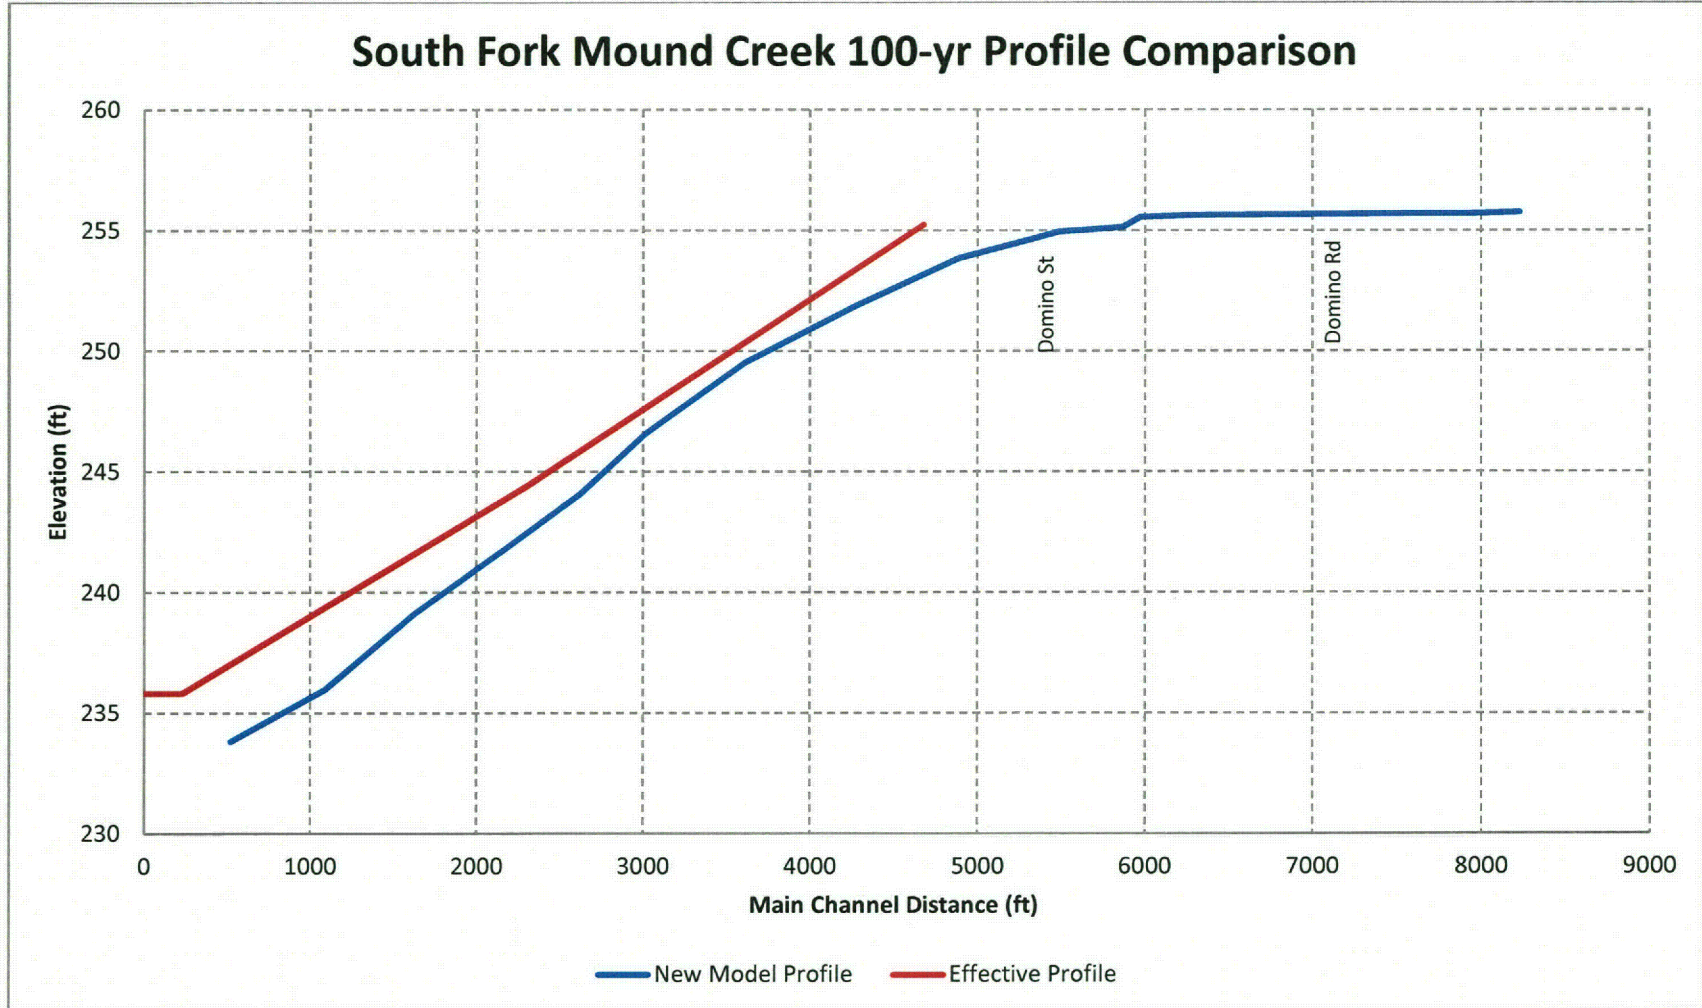 South Fork Mound Creek 100-yr Profile Comparison
260
255
250
245
240
235
230
Elevation (ft)
Domino St
Domino Rd
0 1000 2000 3000 4000 5000 6000 7000 8000 9000
Main Channel Distance (ft)
New Model Profile Effective Profile